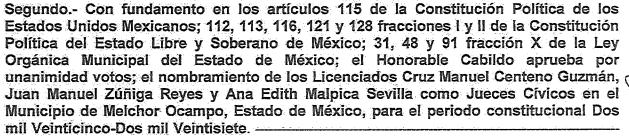 Segundo.- Con fundamento en los artículos 115 de la Constitución Política de los
Estados Unidos Mexicanos; 112, 113, 116, 121 y 128 fracciones I y II de la Constitución
Política del Estado Libre y Soberano de México; 31, 48 y 91 fracción X de la Ley
Orgánica Municipal del Estado de México; el Honorable Cabildo aprueba por
unanimidad votos; el nombramiento de los Licenciados Cruz Manuel Centeno Guzmán,
Juan Manuel Zúñiga Reyes y Ana Edith Malpica Sevilla como Jueces Cívicos en el
Municipio de Melchor Ocampo, Estado de México, para el periodo constitucional Dos
mil Veinticinco-Dos mil Veintisiete.